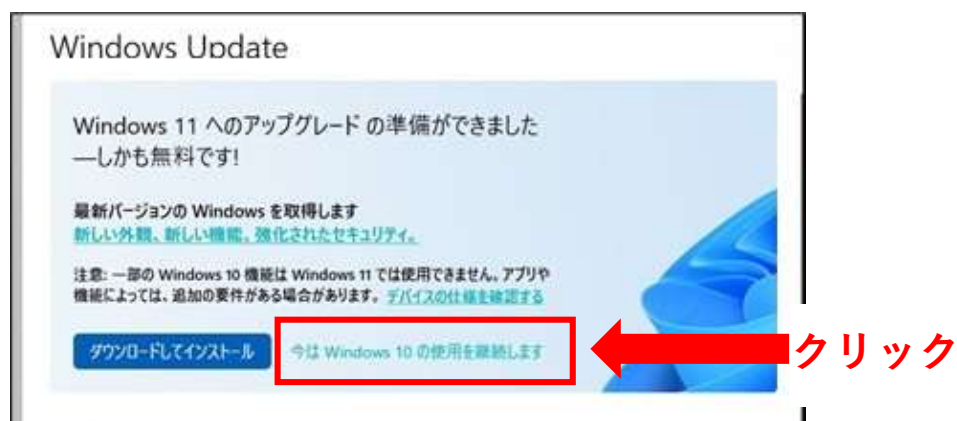 Windows Update
Windows 11 へのアップグレード の準備ができました
—しかも無料です!
最新バージョンの Windows を取得します
新しい外観、新しい機能、強化されたセキュリティ。
注意: 一部の Windows 10 機能は Windows 11 では使用できません。アプリや
機能によっては、追加の要件がある場合があります。 デバイスの仕様を確認する
ダウンロードしてインストール 今は Windows 10 の使用を継続します
クリック